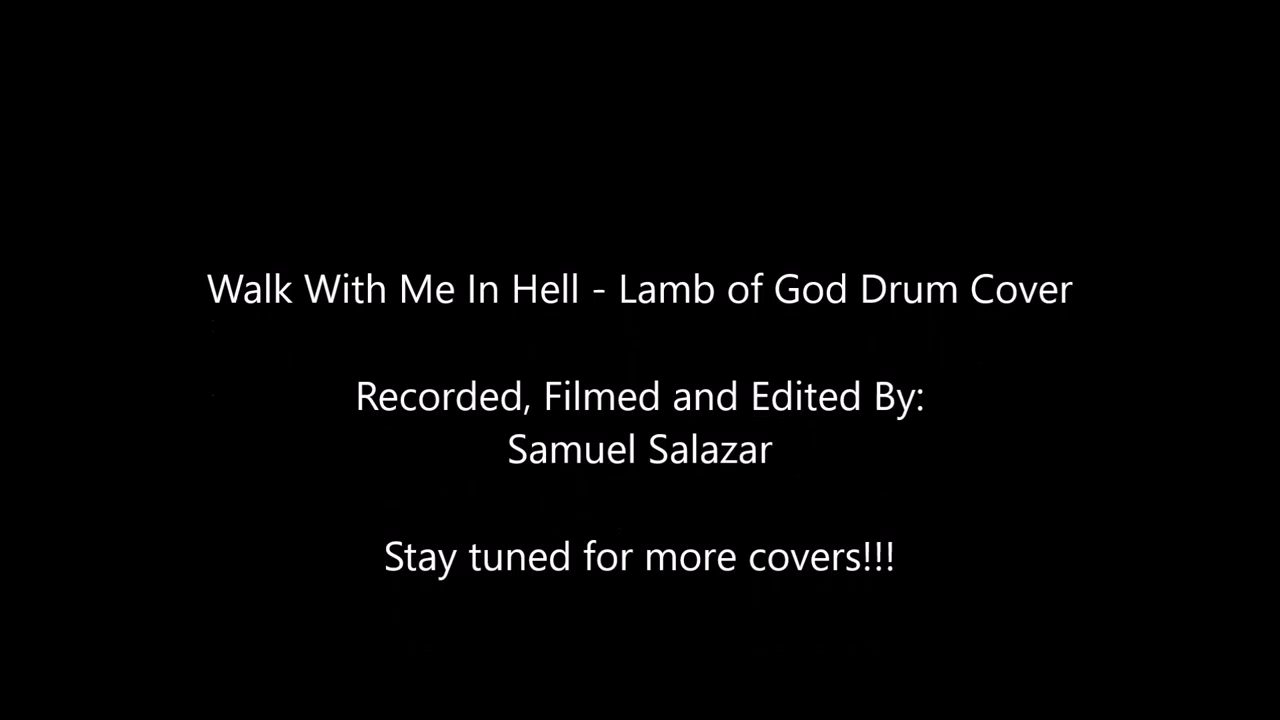 Walk With Me In Hell - Lamb of God Drum Cover
Recorded, Filmed and Edited By:
Samuel Salazar
Stay tuned for more covers!!!